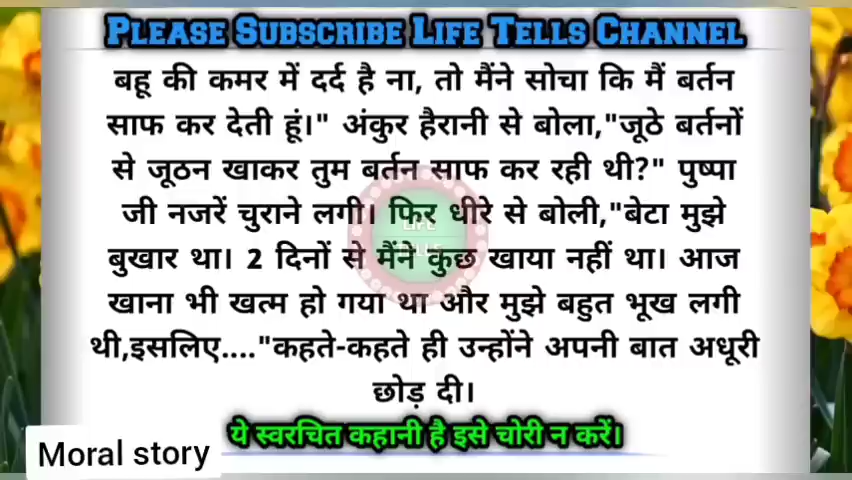 PLEASE SUBSCRIBE LIFE TELLS CHANNEL
बहू की कमर में दर्द है ना, तो मैंने सोचा कि मैं बर्तन
साफ कर देती हूं।" अंकुर हैरानी से बोला,"जूठे बर्तनों
से जूठन खाकर तुम बर्तन साफ कर रही थी?" पुष्पा
जी नजरें चुराने लगी। फिर धीरे से बोली,"बेटा मुझे
बुखार था। 2 दिनों से मैंने कुछ खाया नहीं था। आज
खाना भी खत्म हो गया था और मुझे बहुत भूख लगी
थी,इसलिए...."कहते-कहते ही उन्होंने अपनी बात अधूरी
छोड़ दी।
LIFE
TELLS
ये स्वरचित कहानी है इसे चोरी न करें।
Moral story